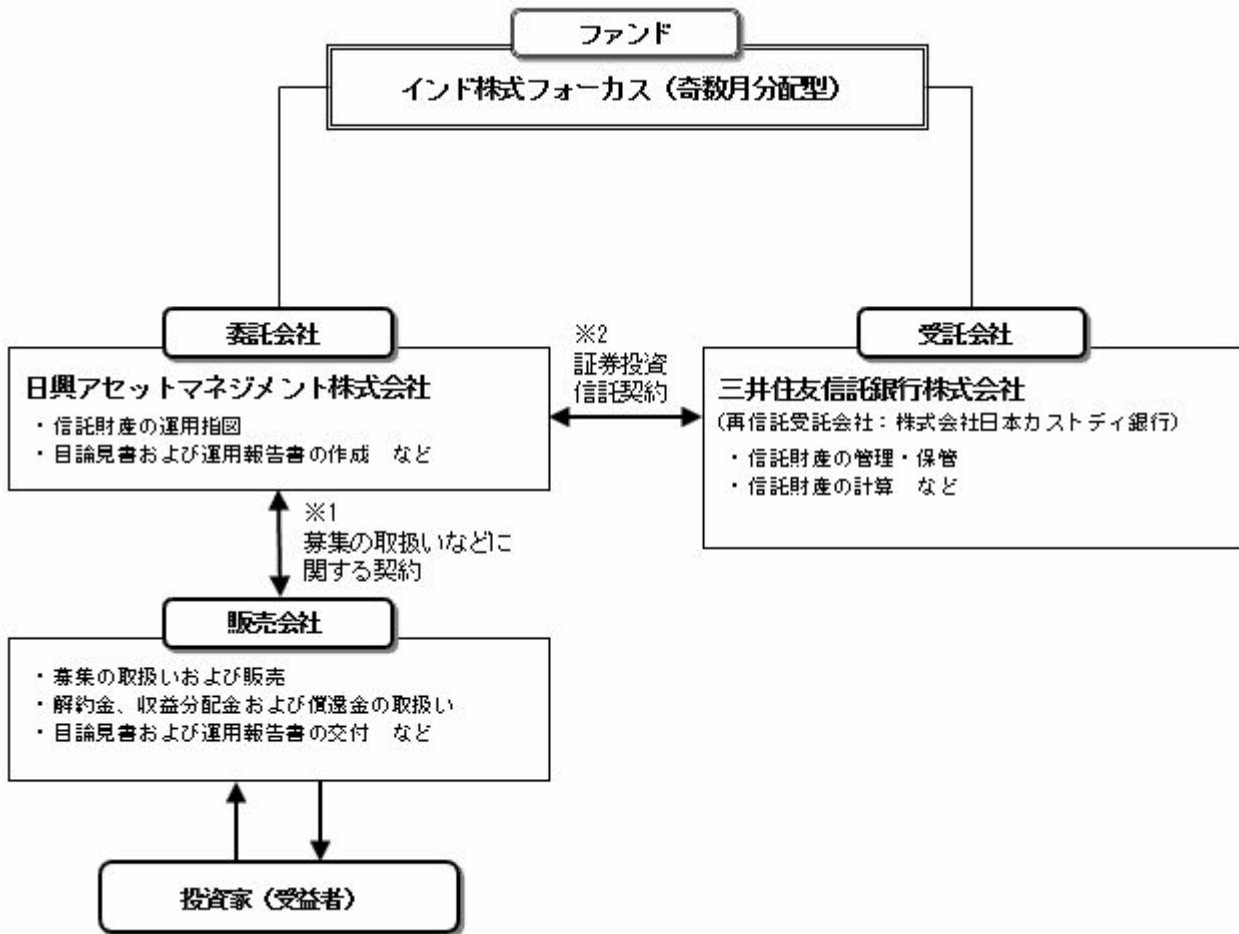 ファンド
インド株式フォーカス（奇数月分配型）
委託会社
日興アセットマネジメント株式会社
・信託財産の運用指図
・目論見書および運用報告書の作成　など
※2
証券投資
信託契約
受託会社
三井住友信託銀行株式会社
（再信託受託会社：株式会社日本カストディ銀行）
・信託財産の管理・保管
・信託財産の計算　など
※1
募集の取扱いなどに
関する契約
販売会社
・募集の取扱いおよび販売
・解約金、収益分配金および償還金の取扱い
・目論見書および運用報告書の交付　など
投資家（受益者）